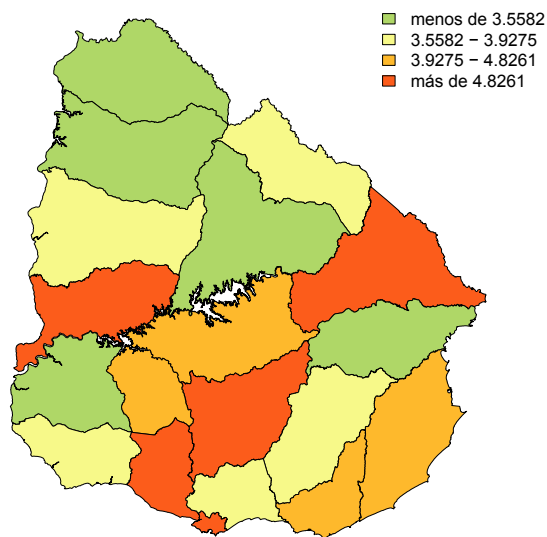 menos de 3.5582
3.5582 − 3.9275
3.9275 − 4.8261
más de 4.8261